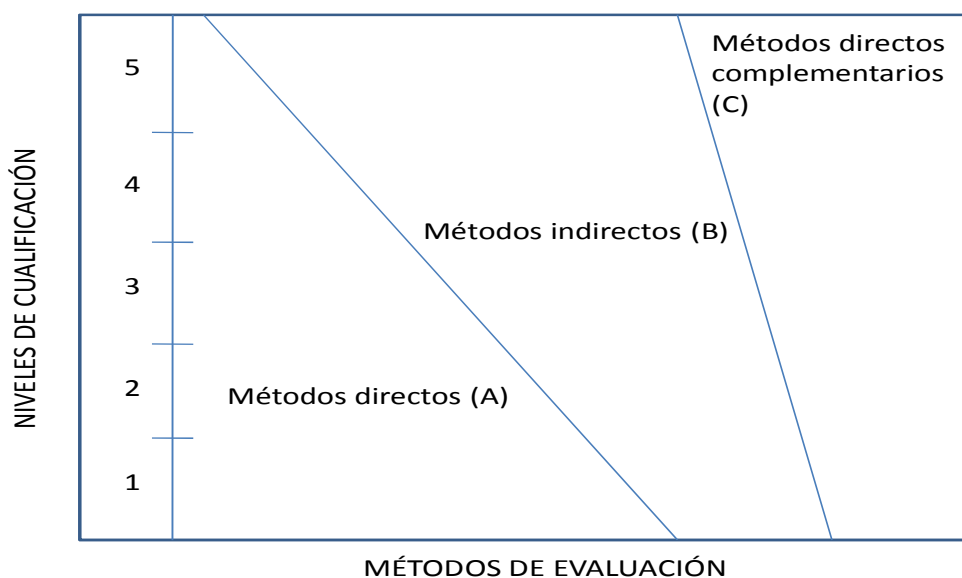 NIVELES DE CUALIFICACIÓN
5
4
3
2
1
Métodos directos
complementarios
(C)
Métodos indirectos (B)
Métodos directos (A)
MÉTODOS DE EVALUACIÓN